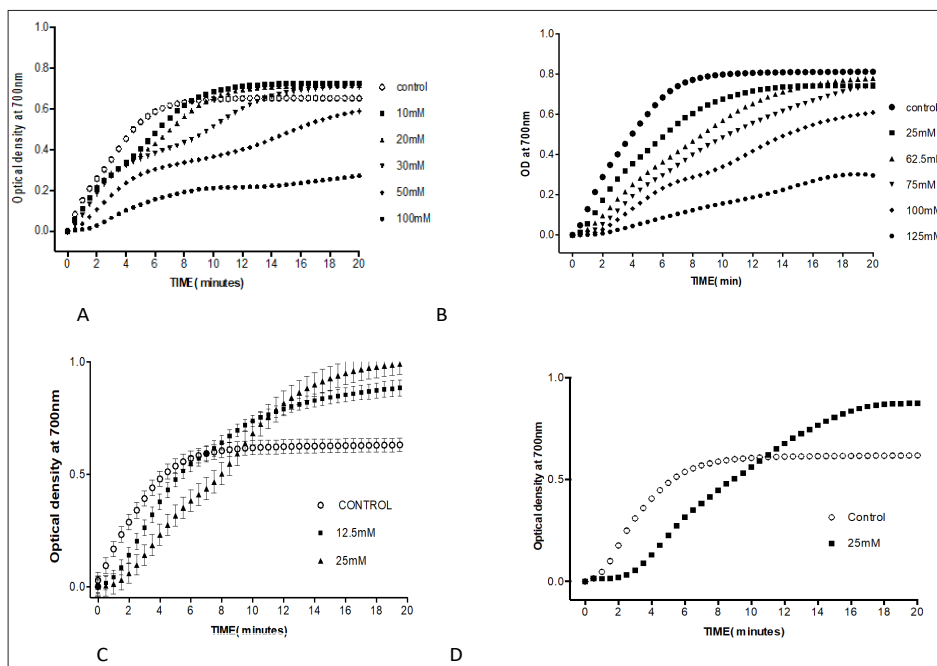 1.0
0.8
0.6
0.4
0.2
0.0
Optical density at 700nm
0 2 4 6 8 10 12 14 16 18 20
TIME( minutes)
control
10mM
20mM
30mM
50mM
100mM
A
1.0
0.8
0.6
0.4
0.2
0.0
OD at 700nm
0 2 4 6 8 10 12 14 16 18 20
TIME( min)
control
25mM
62.5mM
75mM
100mM
125mM
B
1.0
0.5
0.0
Optical density at 700nm
0 2 4 6 8 10 12 14 16 18 20
TIME( minutes)
CONTROL
12.5mM
25mM
C
1.0
0.5
0.0
Optical density at 700nm
0 2 4 6 8 10 12 14 16 18 20
TIME( minutes)
Control
25mM
D